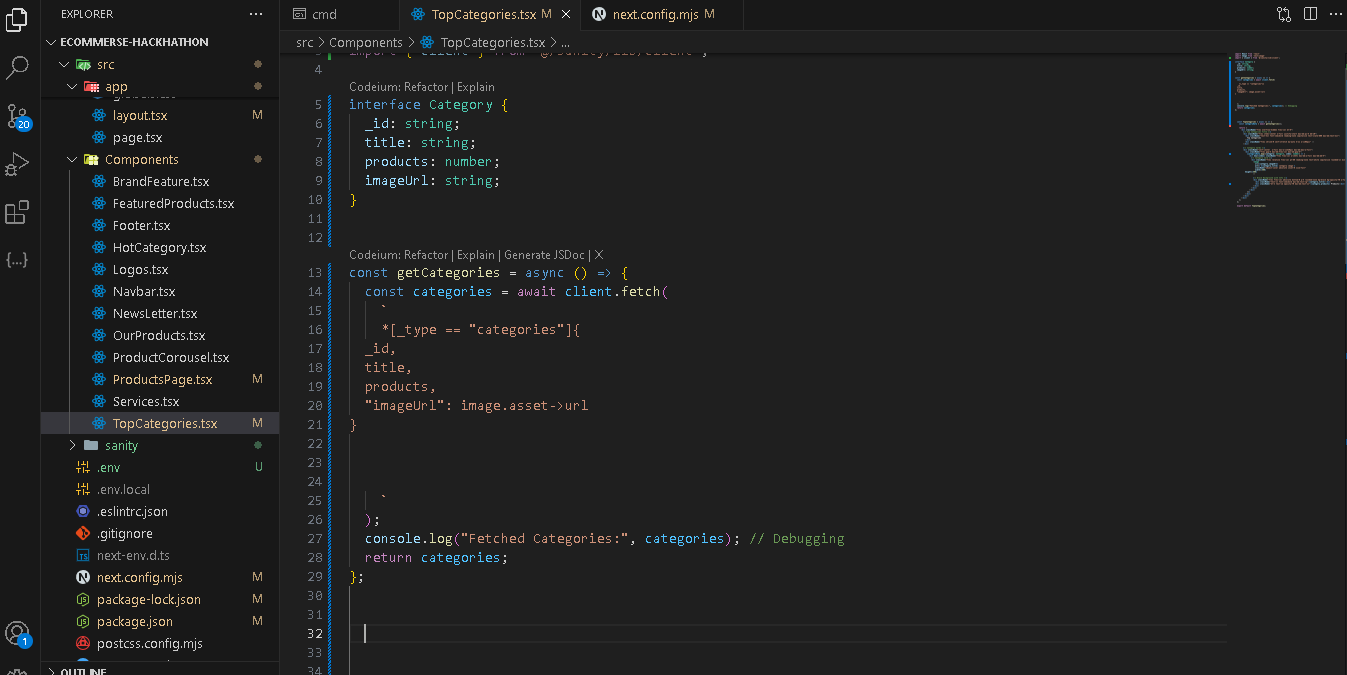 EXPLORER
ECOMMERSE-HACKHATHON
src
app
layout.tsx M
page.tsx
Components
BrandFeature.tsx
FeaturedProducts.tsx
Footer.tsx
HotCategory.tsx
Logos.tsx
Navbar.tsx
NewsLetter.tsx
OurProducts.tsx
ProductCorousel.tsx
ProductsPage.tsx M
Services.tsx
TopCategories.tsx M
sanity
.env U
.env.local
.eslintrc.json
.gitignore
next-env.d.ts
next.config.mjs M
package-lock.json M
package.json M
postcss.config.mjs
OUTLINE
20
1
cmd
TopCategories.tsx M
next.config.mjs M
src > Components > TopCategories.tsx > ...
4
Codeium: Refactor | Explain
5 interface Category {
6 _id: string;
7 title: string;
8 products: number;
9 imageUrl: string;
10 }
11
12
Codeium: Refactor | Explain | Generate JSDoc | X
13 const getCategories = async () => {
14 const categories = await client.fetch(
15 `
16 *[_type == "categories"]{
17 _id,
18 title,
19 products,
20 "imageUrl": image.asset->url
21 }
22
23
24
25 `
26 );
27 console.log("Fetched Categories:", categories); // Debugging
28 return categories;
29 };
30
31
32
33
34